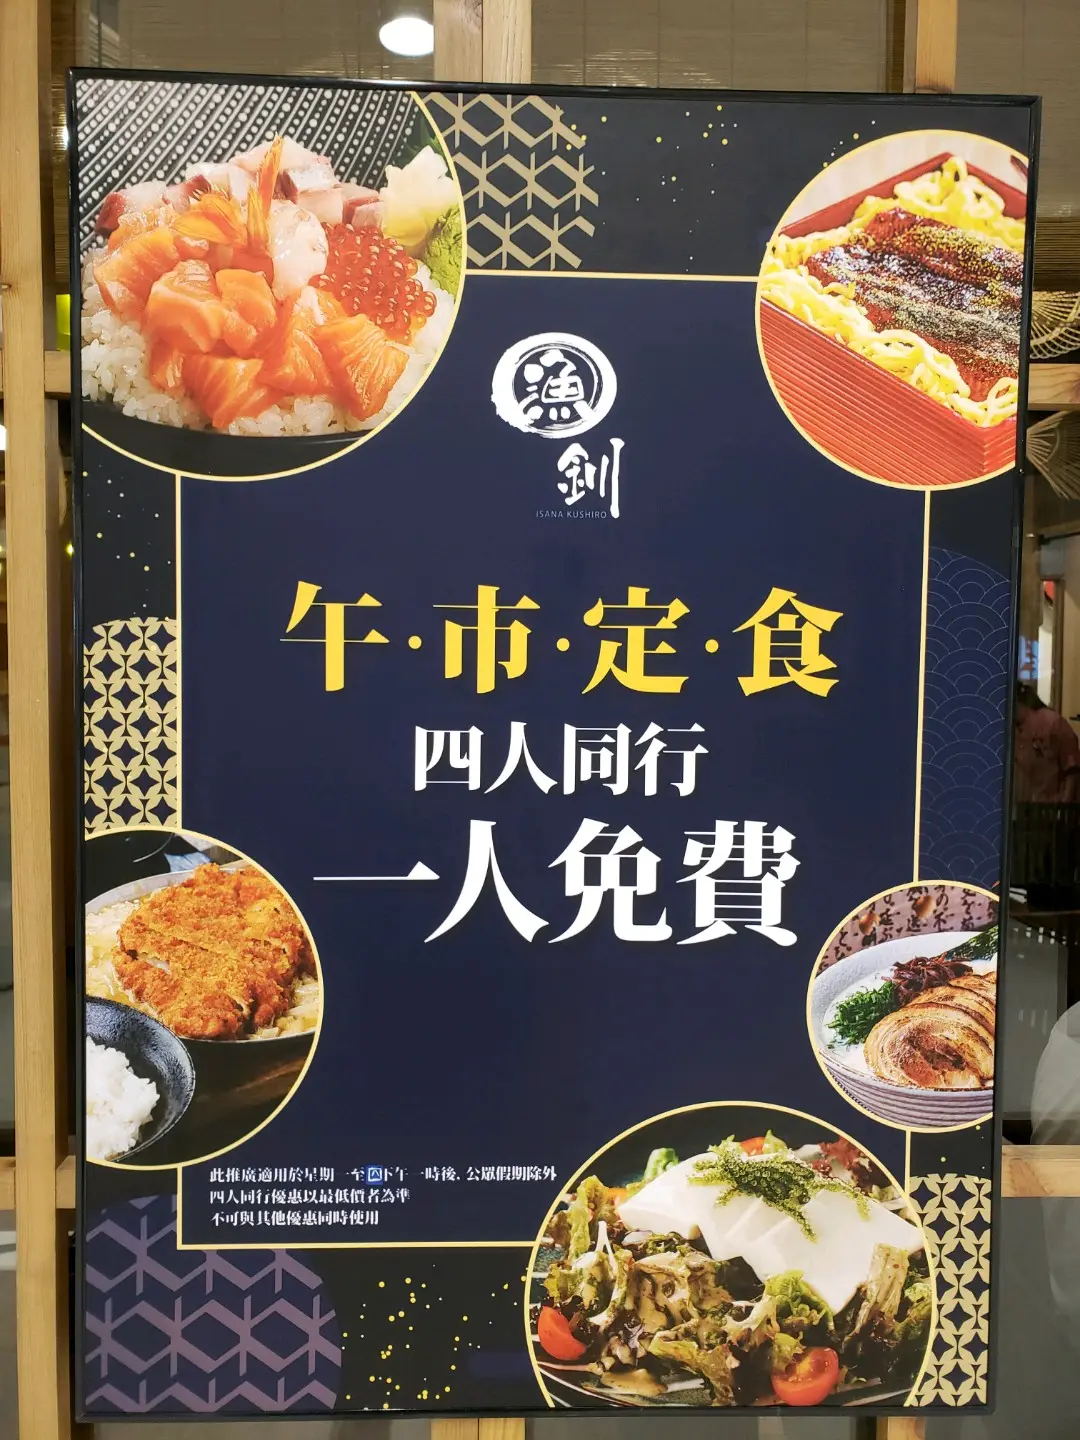 漁
釧
ISANA KUSHIRO
午·市·定·食
四人同行
一人免費
此推廣適用於星期一至四下午一時後, 公眾假期除外
四人同行優惠以最低價者為準
不可與其他優惠同時使用